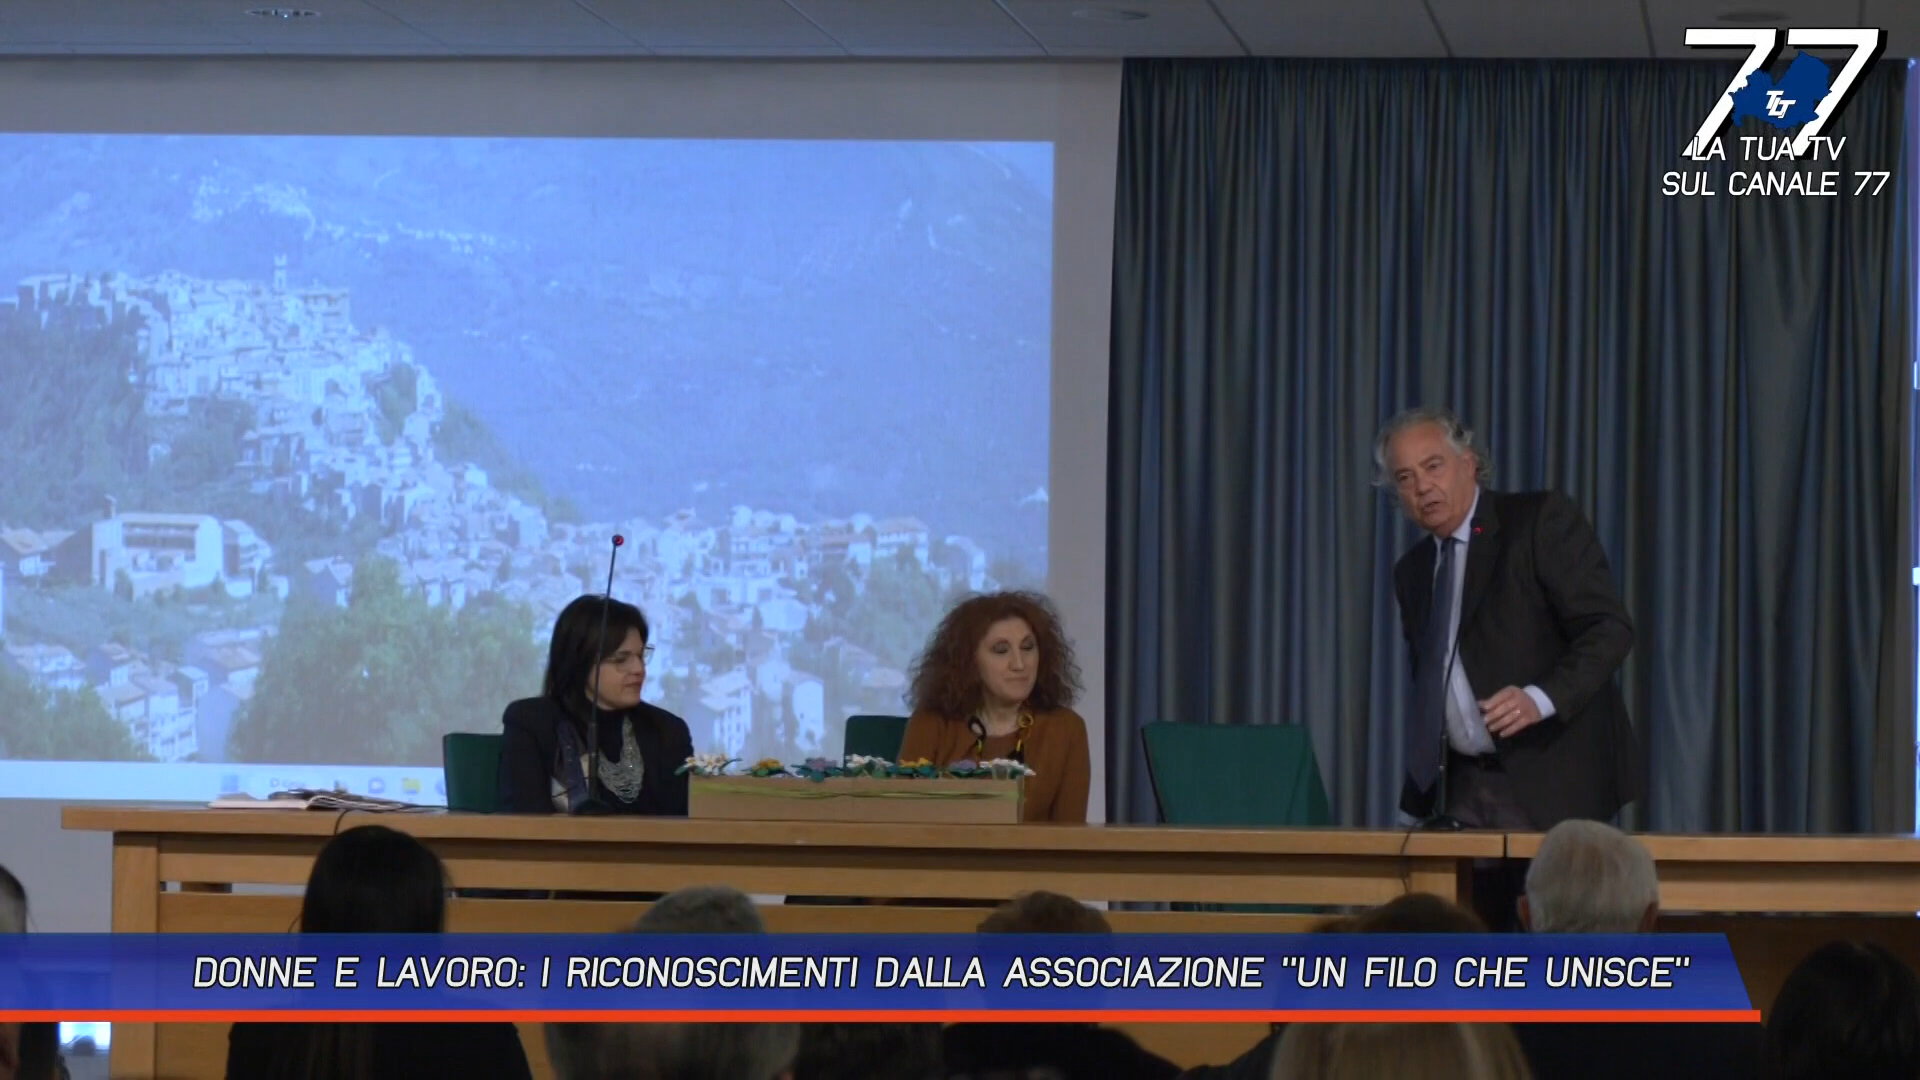 77
TLT
LA TUA TV
SUL CANALE 77
DONNE E LAVORO: I RICONOSCIMENTI DALLA ASSOCIAZIONE "UN FILO CHE UNISCE"